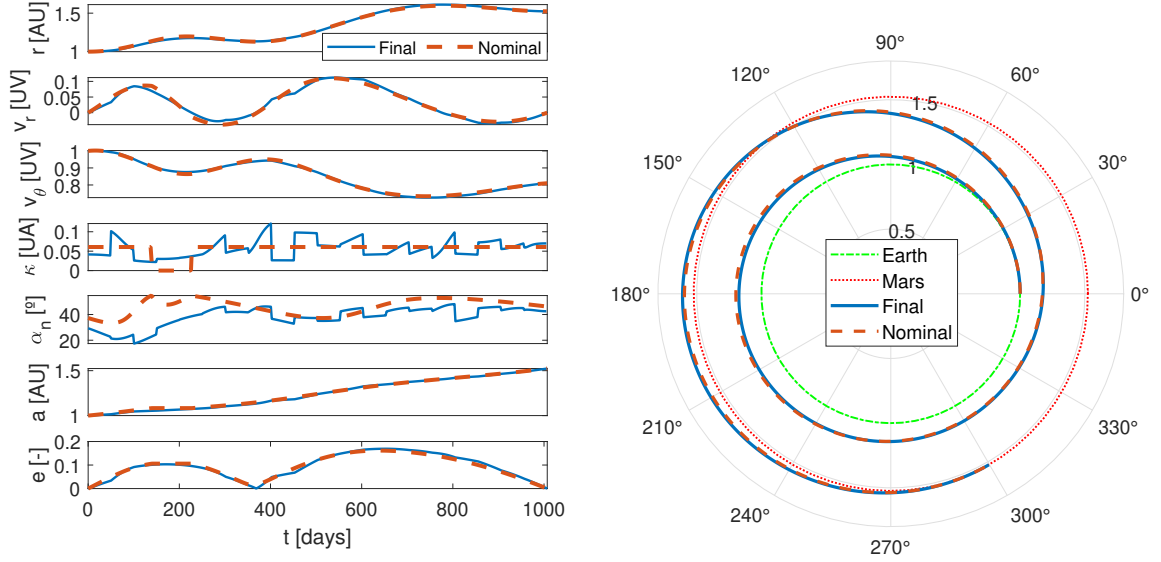 r [AU]
1.5
1
Final
Nominal
v_r [UV]
0.1
0.05
0
v_θ [UV]
1
0.9
0.8
κ [UA]
0.1
0.05
0
α_n [º]
40
20
a [AU]
1.5
1
e [-]
0.2
0.1
0
0
200
400
600
800
1000
t [days]
90°
120°
60°
150°
30°
180°
0°
210°
330°
240°
300°
270°
1.5
1
0.5
Earth
Mars
Final
Nominal